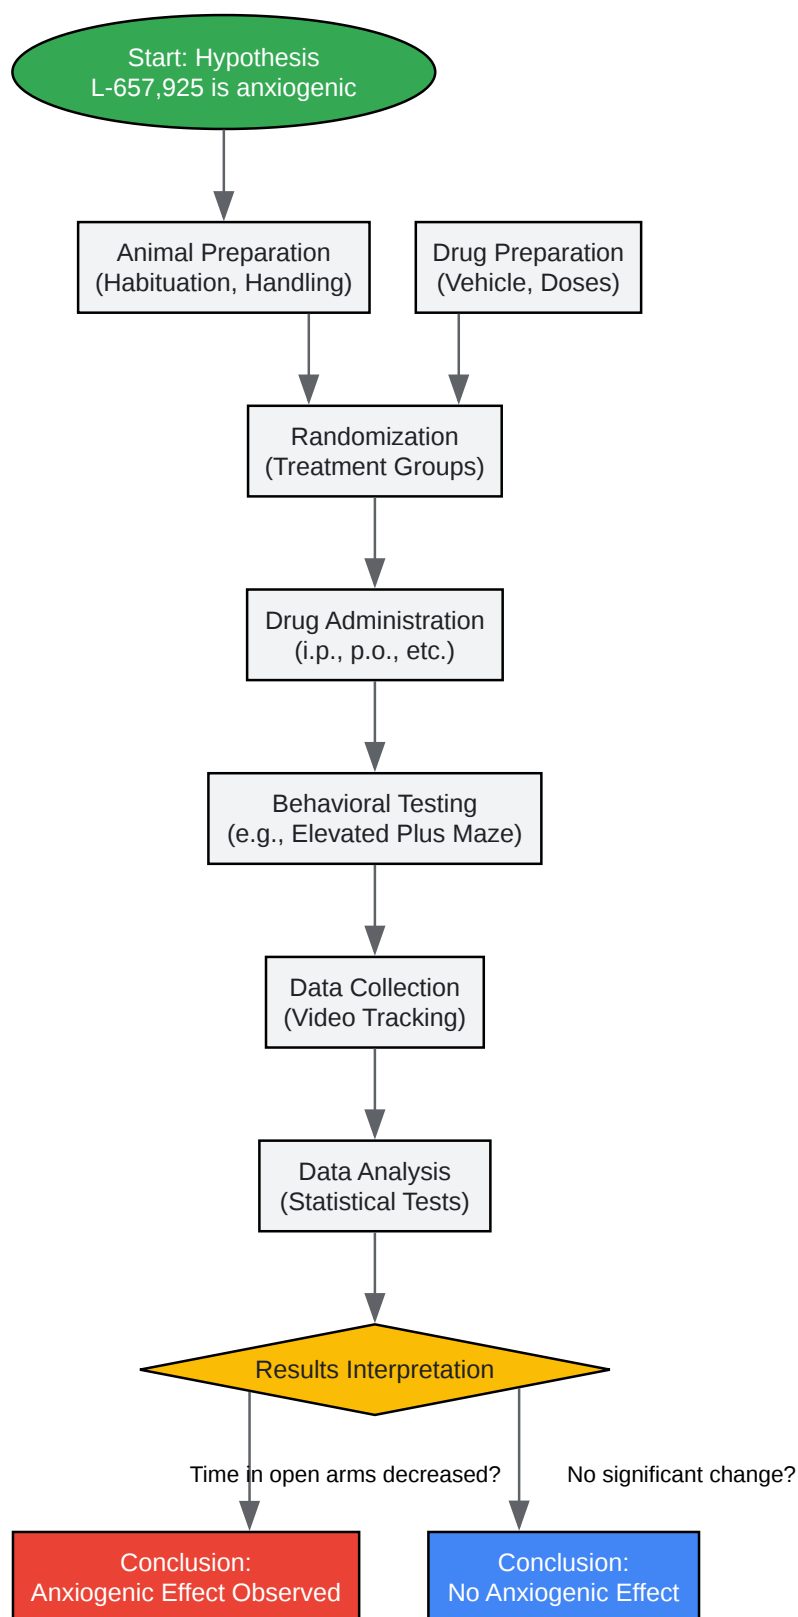 Start: Hypothesis
L-657,925 is anxiogenic
Animal Preparation
(Habituation, Handling)
Drug Preparation
(Vehicle, Doses)
Randomization
(Treatment Groups)
Drug Administration
(i.p., p.o., etc.)
Behavioral Testing
(e.g., Elevated Plus Maze)
Data Collection
(Video Tracking)
Data Analysis
(Statistical Tests)
Results Interpretation
Time in open arms decreased?
No significant change?
Conclusion:
Anxiogenic Effect Observed
Conclusion:
No Anxiogenic Effect